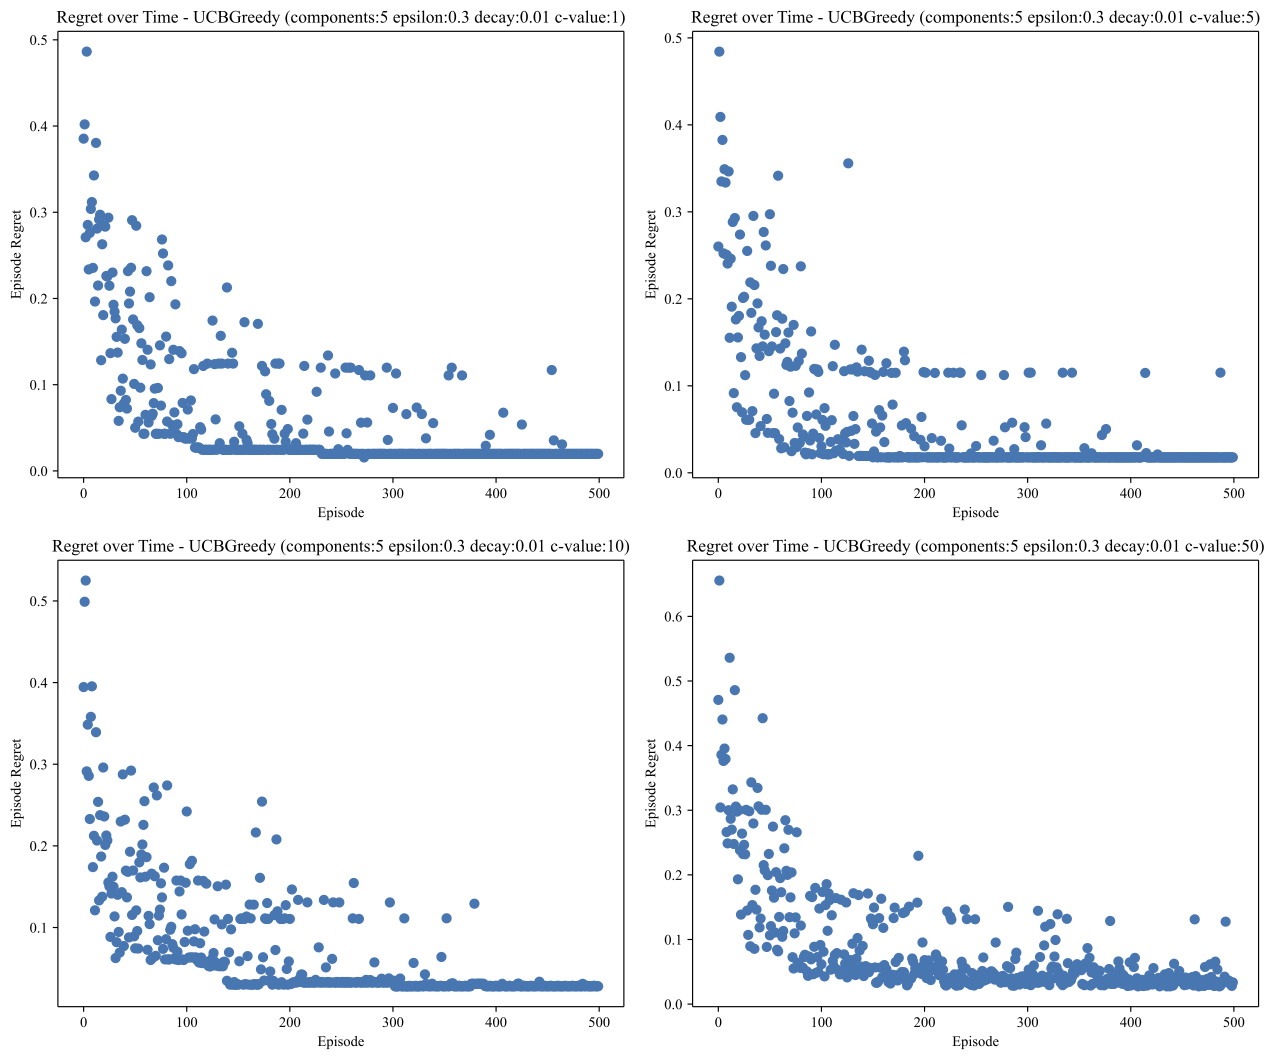 Regret over Time - UCBGreedy (components:5 epsilon:0.3 decay:0.01 c-value:1)
Episode Regret
0.5
0.4
0.3
0.2
0.1
0.0
0 100 200 300 400 500
Episode
Regret over Time - UCBGreedy (components:5 epsilon:0.3 decay:0.01 c-value:5)
Episode Regret
0.5
0.4
0.3
0.2
0.1
0.0
0 100 200 300 400 500
Episode
Regret over Time - UCBGreedy (components:5 epsilon:0.3 decay:0.01 c-value:10)
Episode Regret
0.5
0.4
0.3
0.2
0.1
0 100 200 300 400 500
Episode
Regret over Time - UCBGreedy (components:5 epsilon:0.3 decay:0.01 c-value:50)
Episode Regret
0.6
0.5
0.4
0.3
0.2
0.1
0.0
0 100 200 300 400 500
Episode